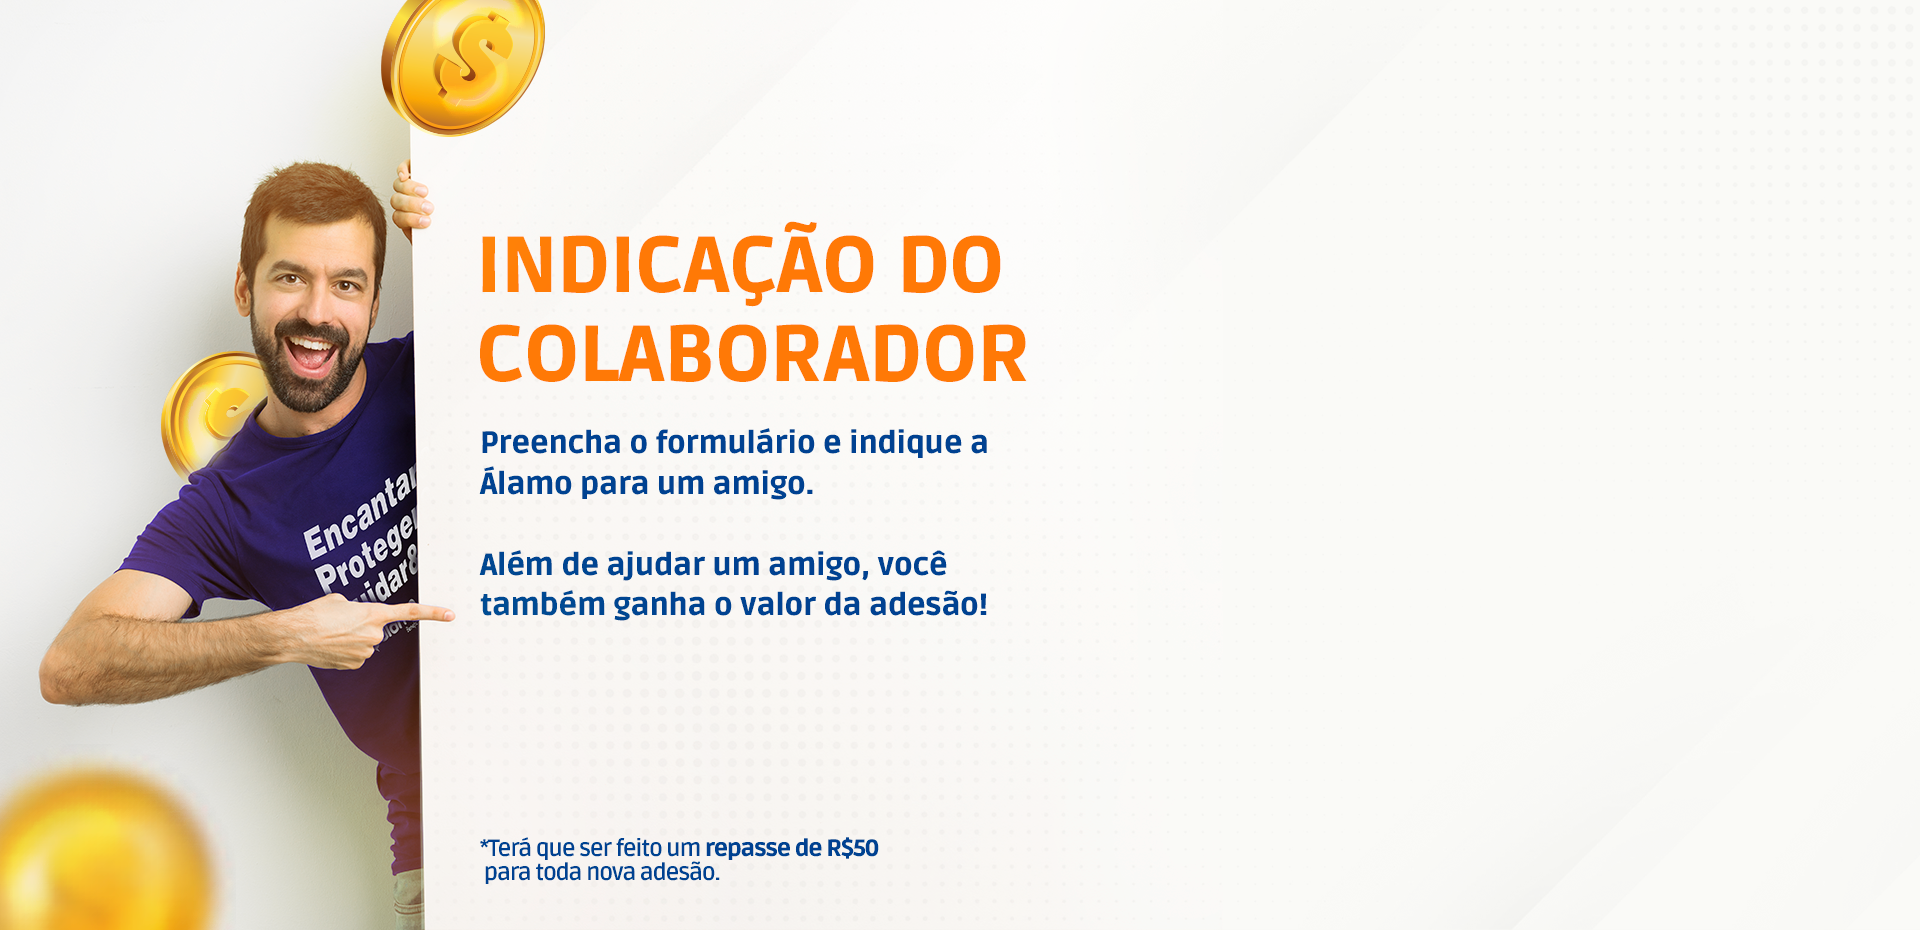 INDICAÇÃO DO
COLABORADOR
Preencha o formulário e indique a
Álamo para um amigo.
Além de ajudar um amigo, você
também ganha o valor da adesão!
Encantar
Proteger
uidar&
*Terá que ser feito um repasse de R$50
para toda nova adesão.